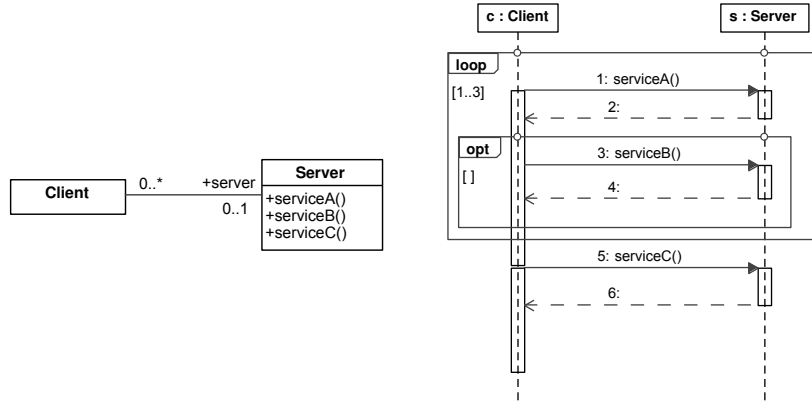 Client
0..*
+server
0..1
Server
+serviceA()
+serviceB()
+serviceC()
c : Client
s : Server
loop
[1..3]
1: serviceA()
2:
opt
[ ]
3: serviceB()
4:
5: serviceC()
6: